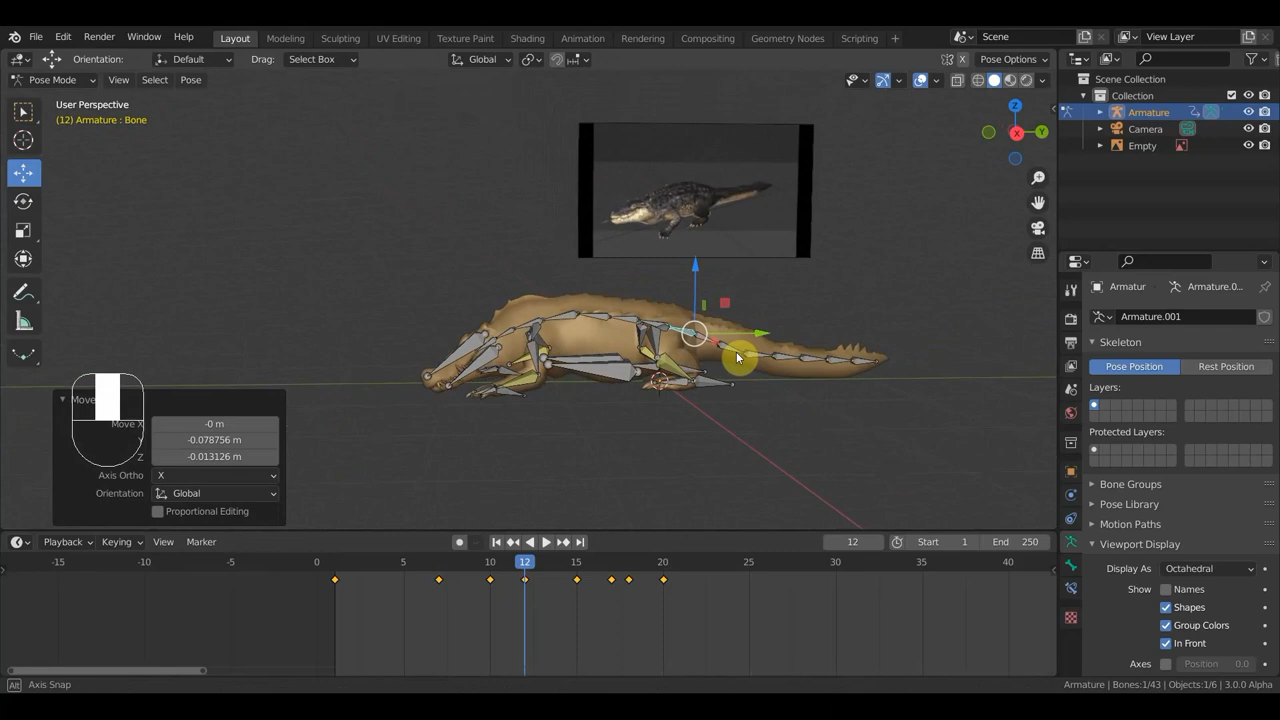 File Edit Render Window Help Layout Modeling Sculpting UV Editing Texture Paint Shading Animation Rendering Compositing Geometry Nodes Scripting + Scene View Layer
Orientation: Default Drag: Select Box Global X Pose Options
Pose Mode View Select Pose
User Perspective
(12) Armature : Bone
Z
X
Y
Scene Collection
Collection
Armature
Camera
Empty
Armatur Armature.0...
Armature.001
Skeleton
Pose Position Rest Position
Layers:
Protected Layers:
Bone Groups
Pose Library
Motion Paths
Viewport Display
Display As Octahedral
Show Names
Shapes
Group Colors
In Front
Axes Position 0.0
Move
Move X -0 m
Y -0.078756 m
Z -0.013126 m
Axis Ortho X
Orientation Global
Proportional Editing
Playback Keying View Marker 12 Start 1 End 250
-15 -10 -5 0 5 10 12 15 20 25 30 35 40
Alt Axis Snap Armature | Bones:1/43 | Objects:1/6 | 3.0.0 Alpha